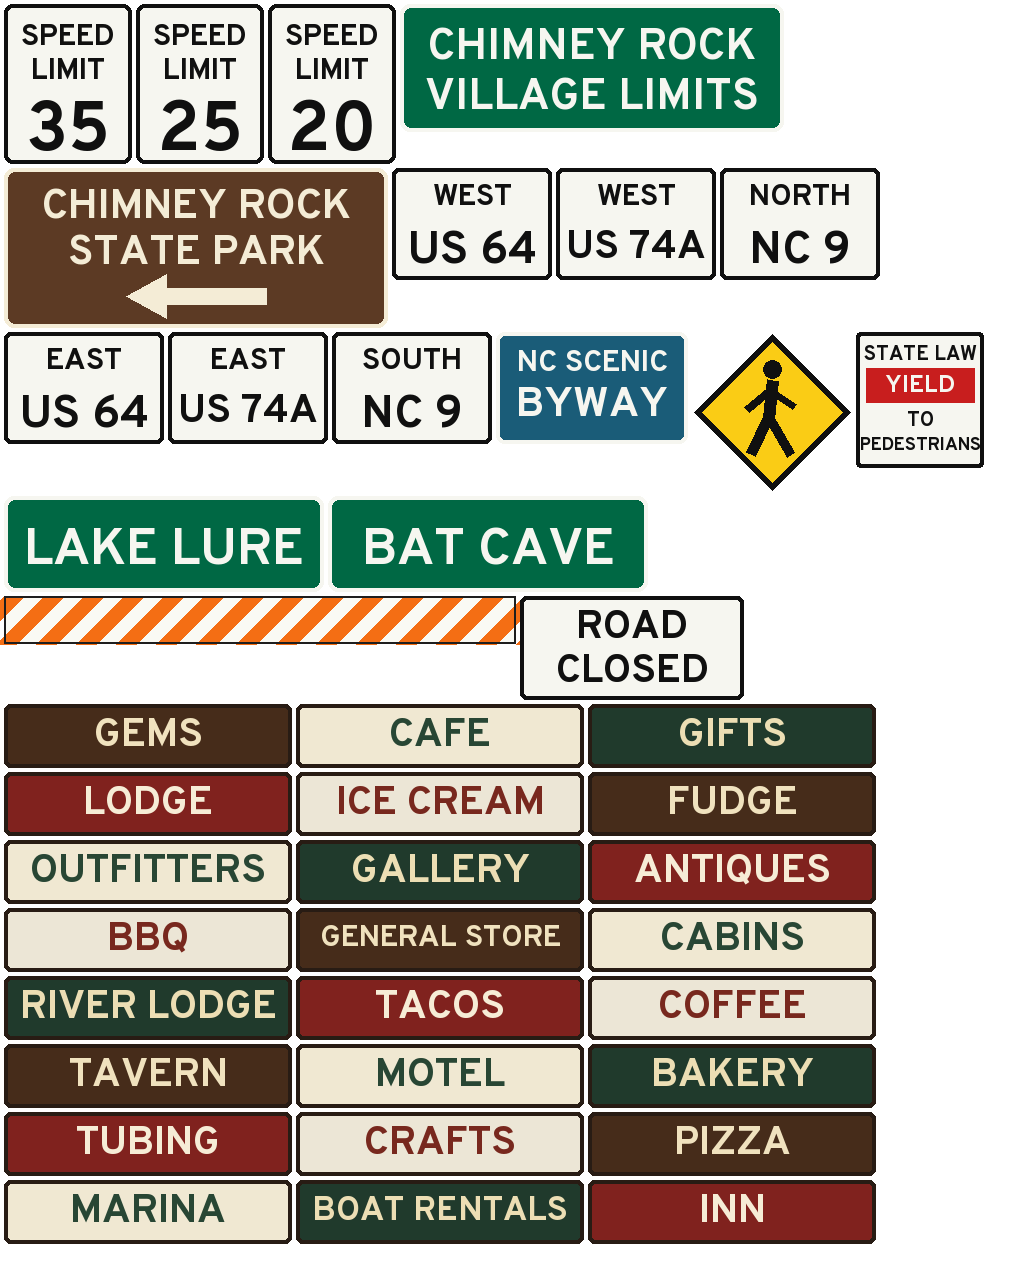 SPEED
LIMIT
35
SPEED
LIMIT
25
SPEED
LIMIT
20
CHIMNEY ROCK
VILLAGE LIMITS
CHIMNEY ROCK
STATE PARK
WEST
US 64
WEST
US 74A
NORTH
NC 9
EAST
US 64
EAST
US 74A
SOUTH
NC 9
NC SCENIC
BYWAY
STATE LAW
YIELD
TO
PEDESTRIANS
LAKE LURE
BAT CAVE
ROAD
CLOSED
GEMS
CAFE
GIFTS
LODGE
ICE CREAM
FUDGE
OUTFITTERS
GALLERY
ANTIQUES
BBQ
GENERAL STORE
CABINS
RIVER LODGE
TACOS
COFFEE
TAVERN
MOTEL
BAKERY
TUBING
CRAFTS
PIZZA
MARINA
BOAT RENTALS
INN